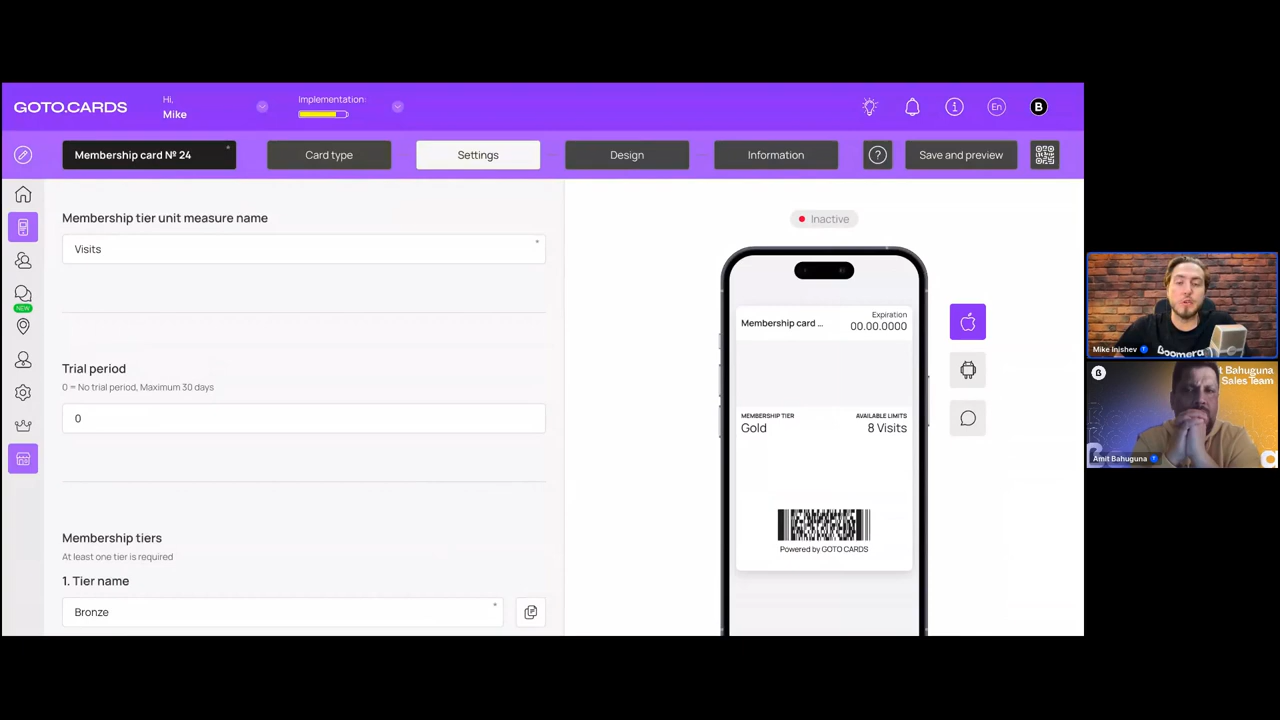 GOTO.CARDS
Hi,
Mike
Implementation:
En
B
Membership card № 24 *
Card type
Settings
Design
Information
?
Save and preview
NEW
Membership tier unit measure name
Visits *
Trial period
0 = No trial period, Maximum 30 days
0
Membership tiers
At least one tier is required
1. Tier name
Bronze *
Inactive
Membership card ...
Expiration
00.00.0000
MEMBERSHIP TIER
AVAILABLE LIMITS
Gold
8 Visits
Powered by GOTO CARDS
Boomera
Mike Inishev
t Bahuguna
Sales Team
Amit Bahuguna